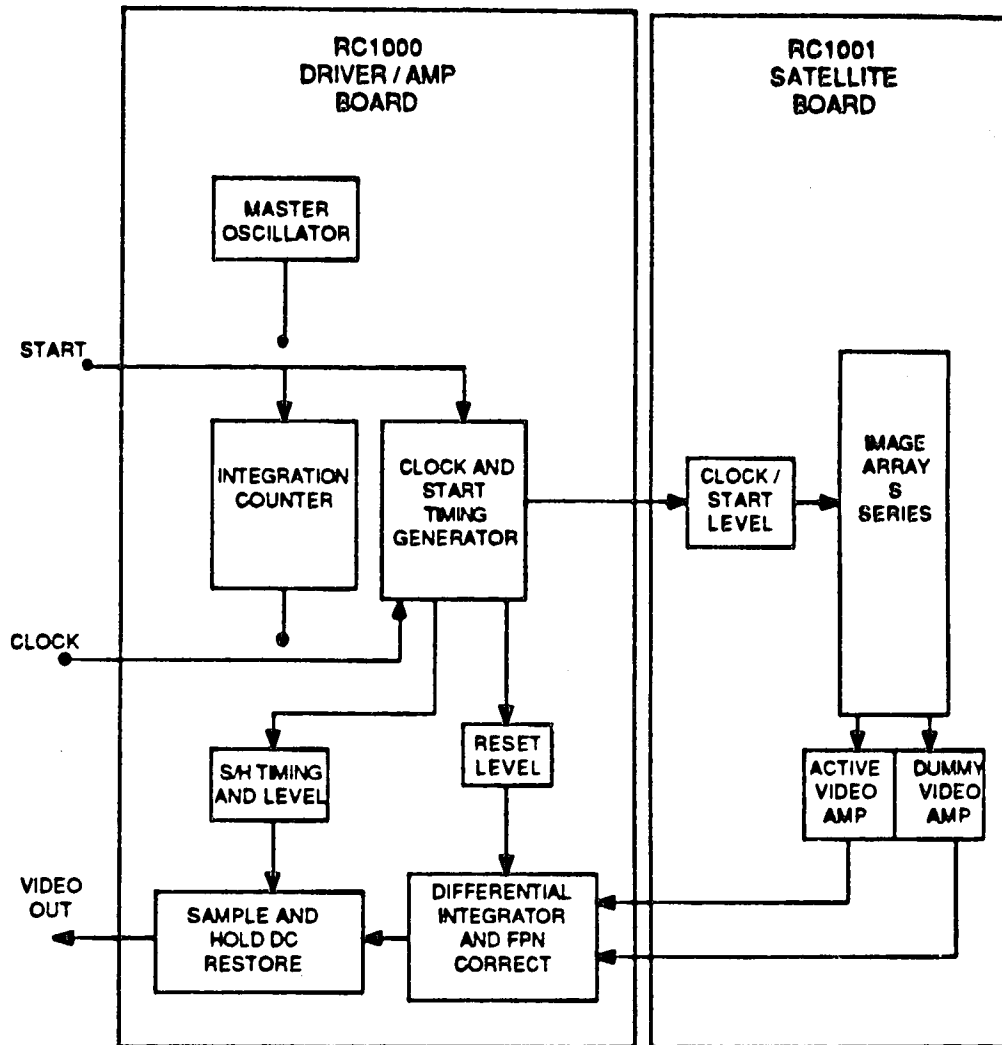 RC1000
DRIVER / AMP
BOARD
RC1001
SATELLITE
BOARD
MASTER
OSCILLATOR
START
INTEGRATION
COUNTER
CLOCK AND
START
TIMING
GENERATOR
CLOCK /
START
LEVEL
IMAGE
ARRAY
S
SERIES
CLOCK
S/H TIMING
AND LEVEL
RESET
LEVEL
ACTIVE
VIDEO
AMP
DUMMY
VIDEO
AMP
VIDEO
OUT
SAMPLE AND
HOLD DC
RESTORE
DIFFERENTIAL
INTEGRATOR
AND FPN
CORRECT